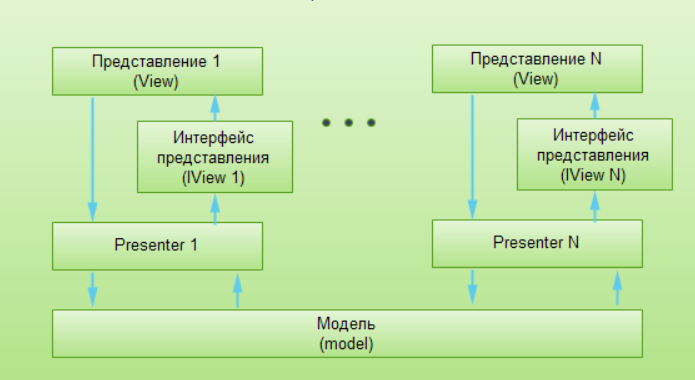 Представление 1
(View)
Представление N
(View)
Интерфейс
представления
(IView 1)
Интерфейс
представления
(IView N)
Presenter 1
Presenter N
Модель
(model)